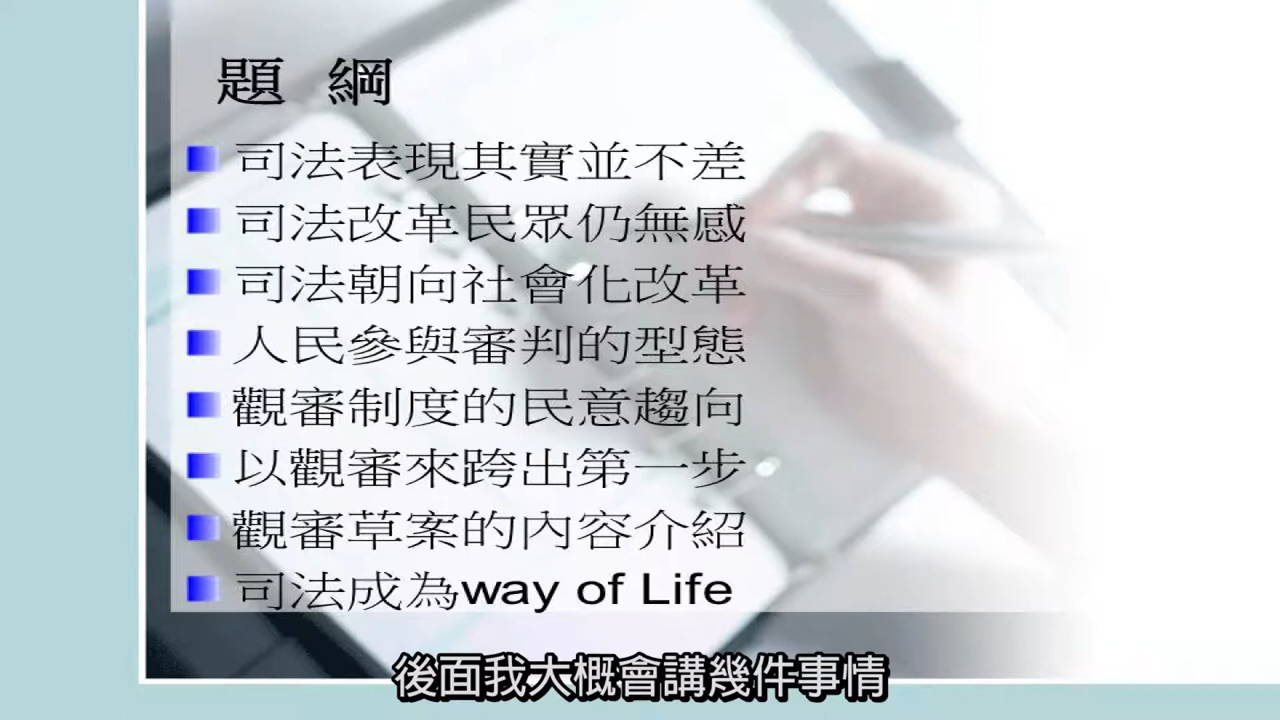 題 綱
司法表現其實並不差
司法改革民眾仍無感
司法朝向社會化改革
人民參與審判的型態
觀審制度的民意趨向
以觀審來跨出第一步
觀審草案的內容介紹
司法成為way of Life
後面我大概會講幾件事情